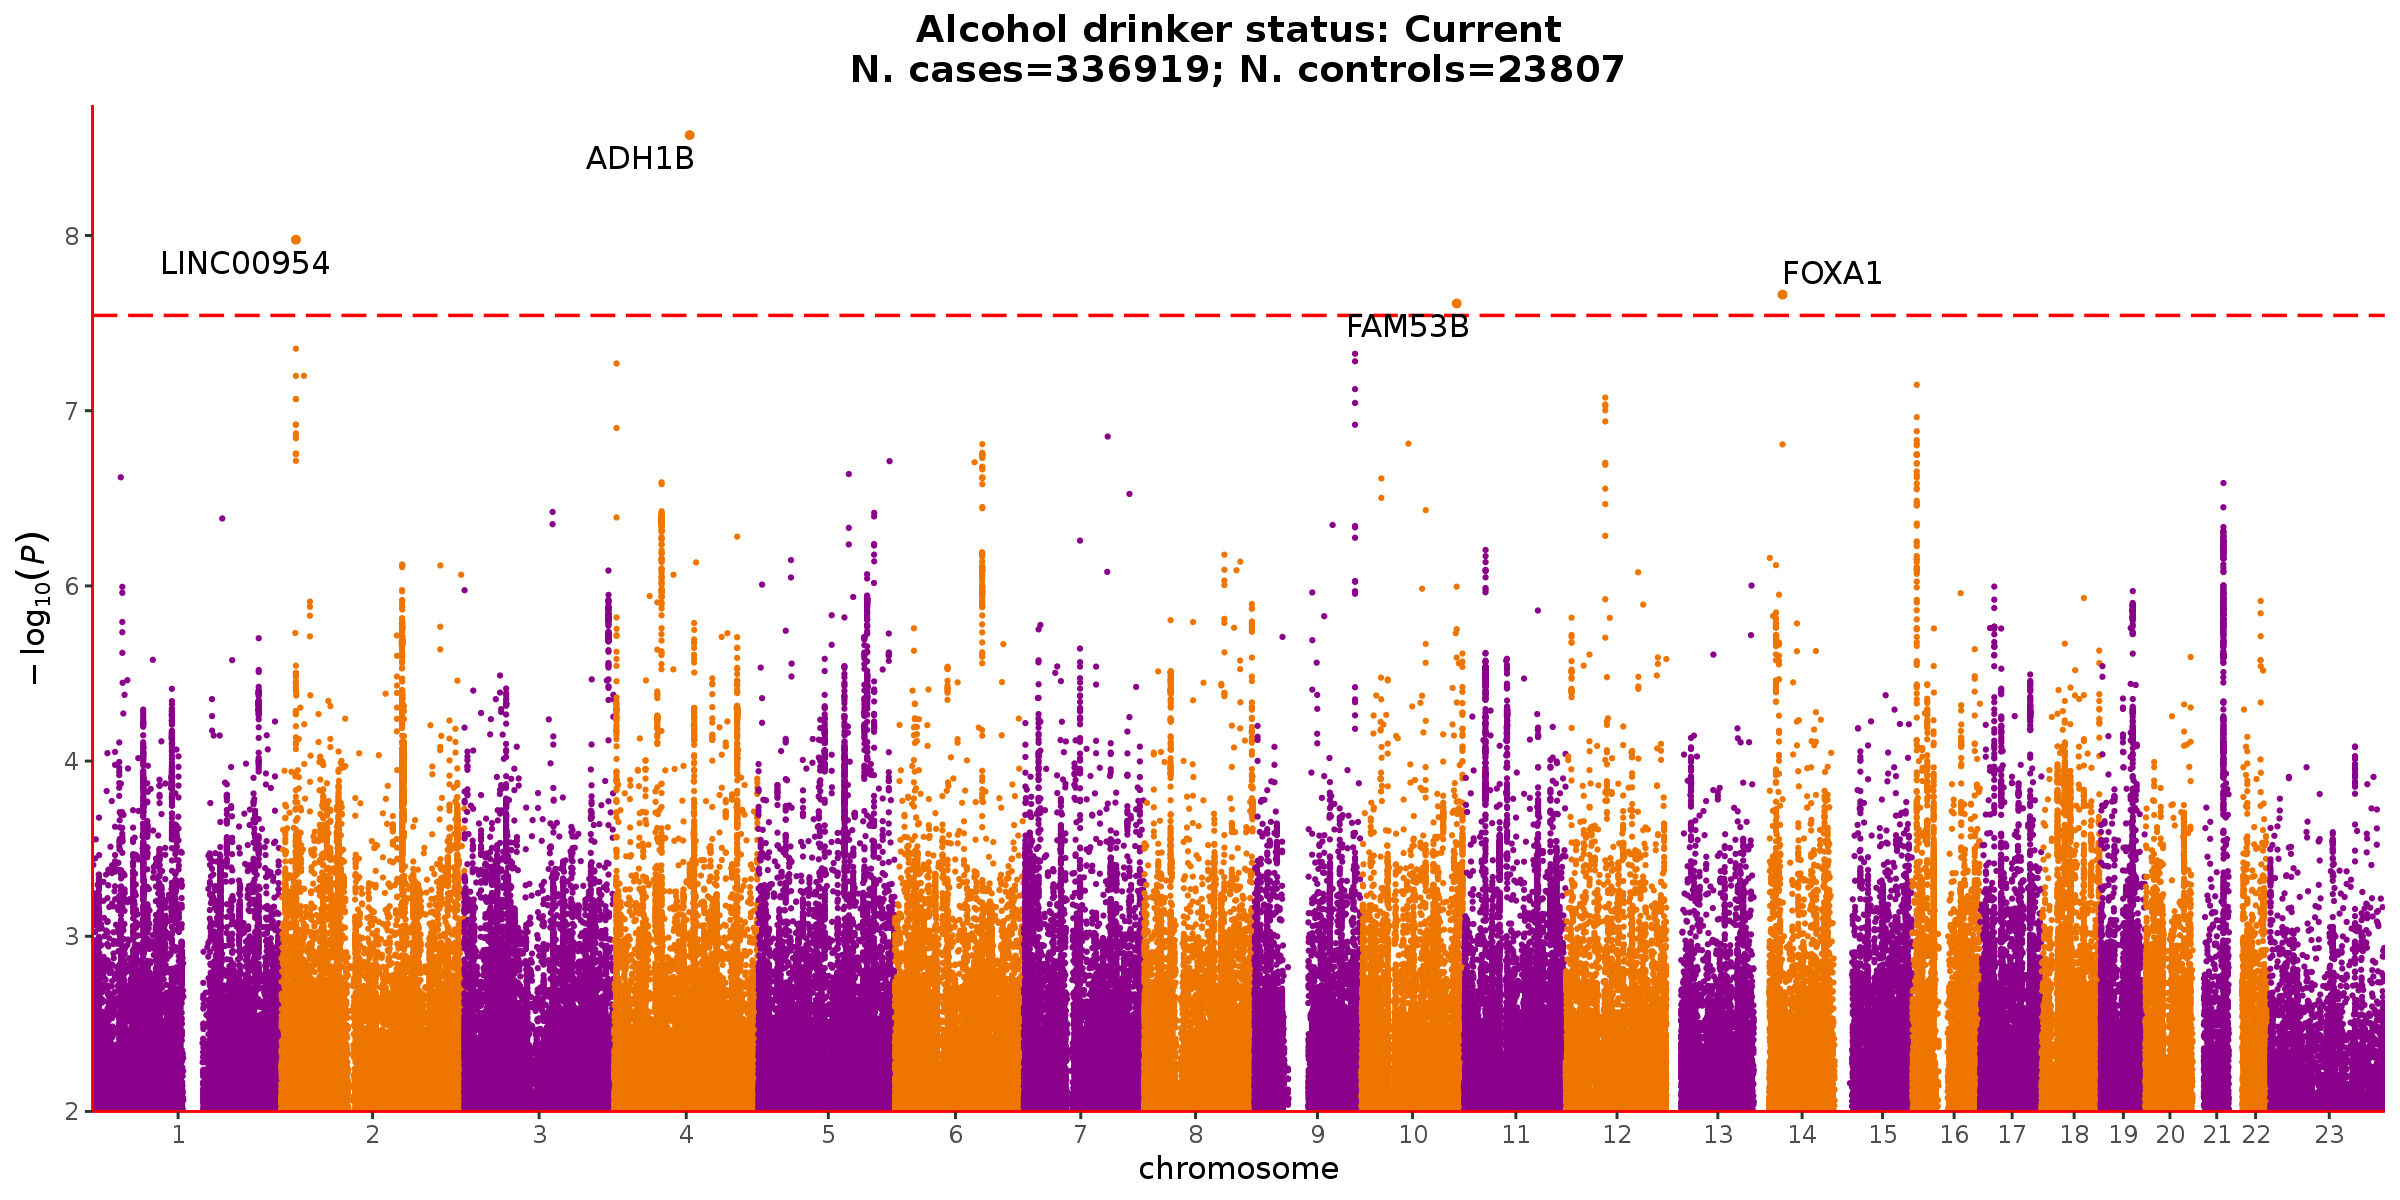 Alcohol drinker status: Current
N. cases=336919; N. controls=23807
ADH1B
LINC00954
FOXA1
FAM53B
8
7
6
4
3
2
−log10(P)
1 2 3 4 5 6 7 8 9 10 11 12 13 14 15 16 17 18 19 20 21 22 23
chromosome